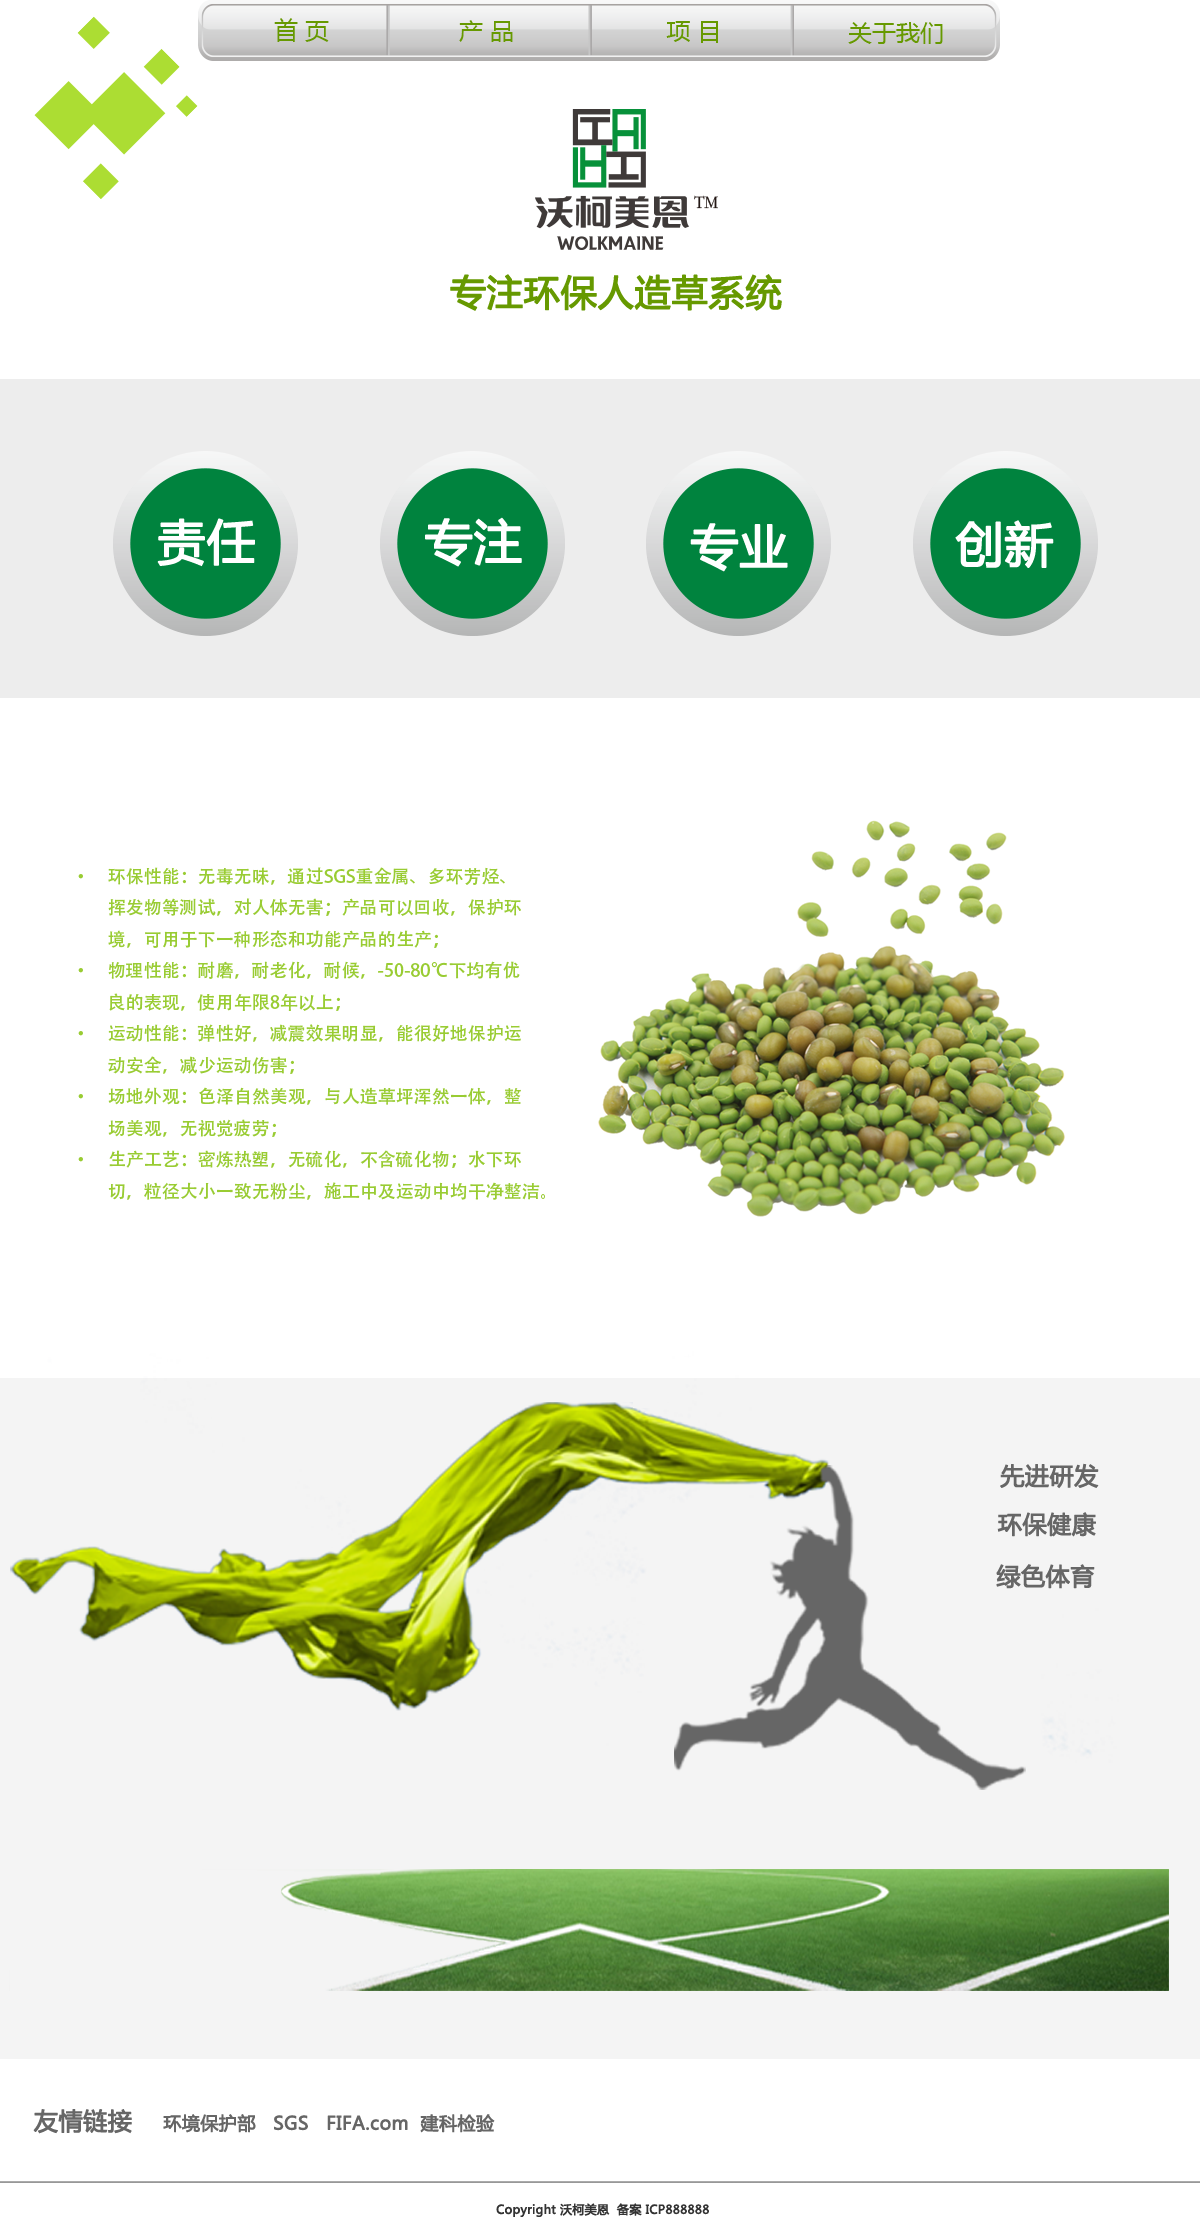 首 页
产 品
项 目
关于我们
沃柯美恩™
WOLKMAINE
专注环保人造草系统
责任
专注
专业
创新
• 环保性能：无毒无味，通过SGS重金属、多环芳烃、
挥发物等测试，对人体无害；产品可以回收，保护环
境，可用于下一种形态和功能产品的生产；
• 物理性能：耐磨，耐老化，耐候，-50-80℃下均有优
良的表现，使用年限8年以上；
• 运动性能：弹性好，减震效果明显，能很好地保护运
动安全，减少运动伤害；
• 场地外观：色泽自然美观，与人造草坪浑然一体，整
场美观，无视觉疲劳；
• 生产工艺：密炼热塑，无硫化，不含硫化物；水下环
切，粒径大小一致无粉尘，施工中及运动中均干净整洁。
先进研发
环保健康
绿色体育
友情链接 环境保护部 SGS FIFA.com 建科检验
Copyright 沃柯美恩 备案 ICP888888